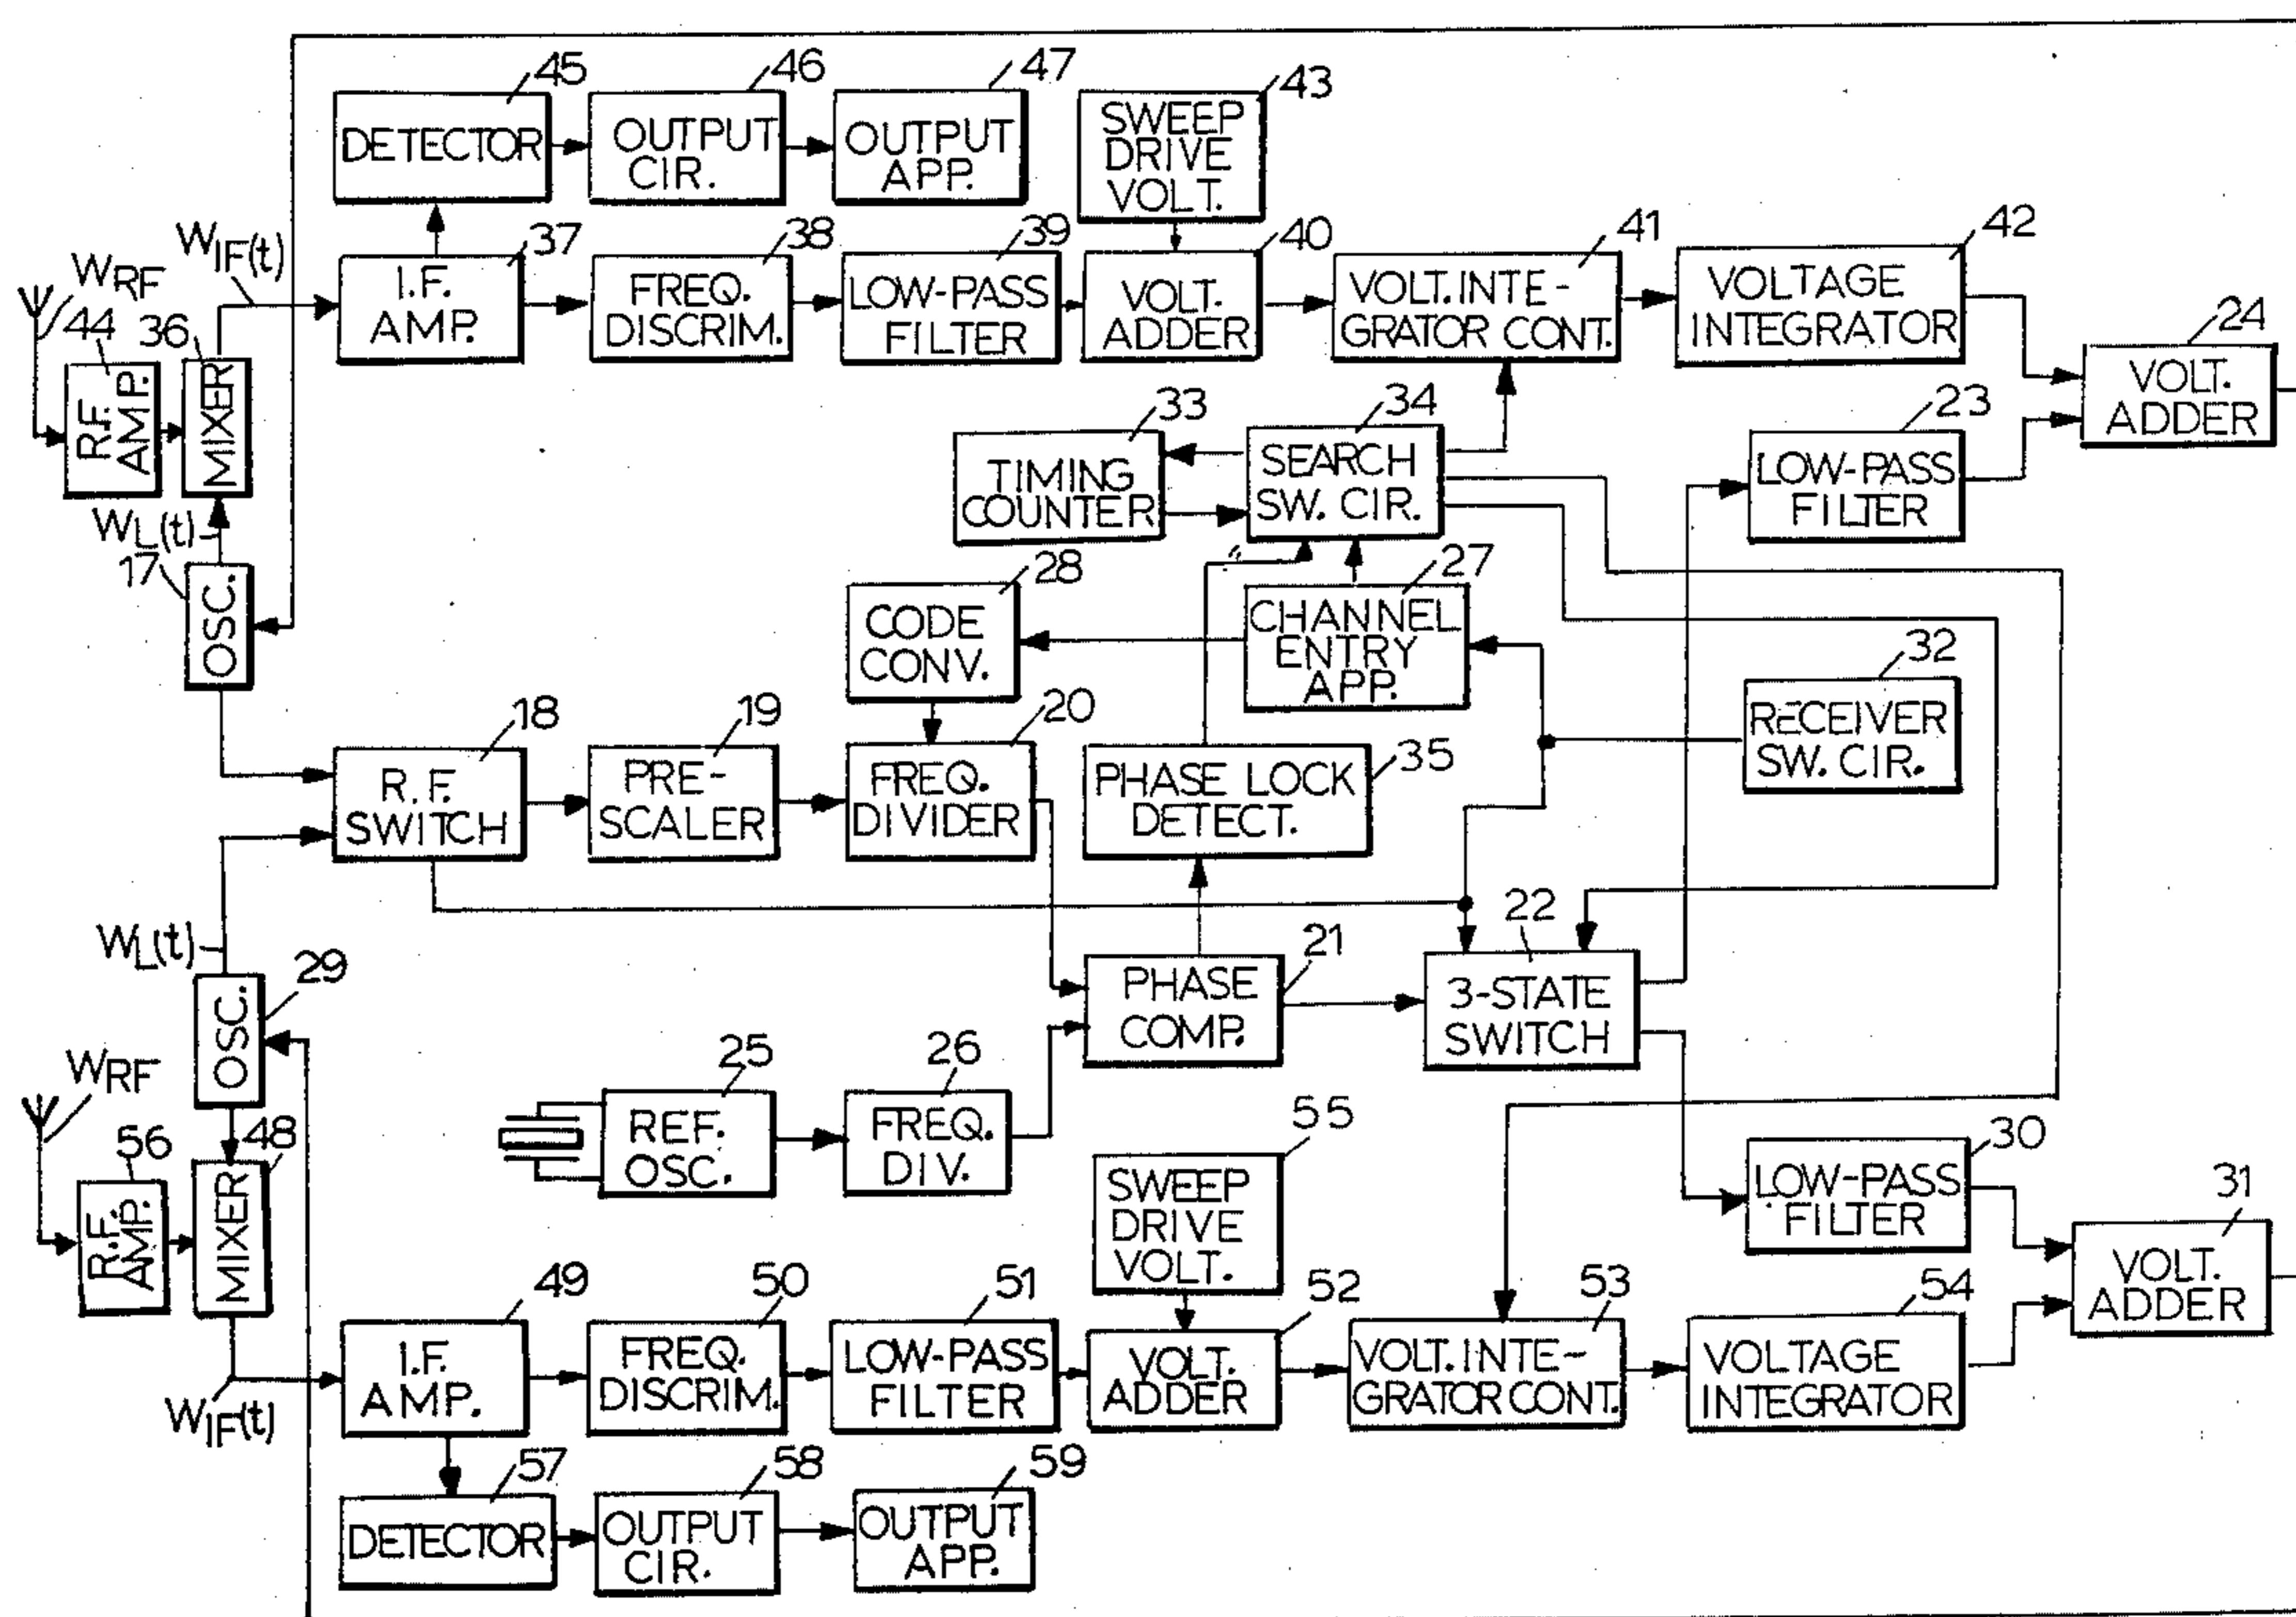 45
46
47
43
DETECTOR
OUTPUT
CIR.
OUTPUT
APP.
SWEEP
DRIVE
VOLT.
WIF(t)
WRF
37
38
39
40
41
42
I.F.
AMP.
FREQ.
DISCRIM.
LOW-PASS
FILTER
VOLT.
ADDER
VOLT. INTE-
GRATOR CONT.
VOLTAGE
INTEGRATOR
44
36
24
R.F.
AMP.
MIXER
VOLT.
ADDER
33
34
23
TIMING
COUNTER
SEARCH
SW. CIR.
LOW-PASS
FILTER
WL(t)
17
OSC.
28
27
CODE
CONV.
CHANNEL
ENTRY
APP.
32
RECEIVER
SW. CIR.
18
19
20
35
R.F.
SWITCH
PRE-
SCALER
FREQ.
DIVIDER
PHASE LOCK
DETECT.
WL(t)
29
OSC.
21
22
PHASE
COMP.
3-STATE
SWITCH
WRF
25
26
REF.
OSC.
FREQ.
DIV.
55
SWEEP
DRIVE
VOLT.
30
LOW-PASS
FILTER
56
48
R.F.
AMP.
MIXER
31
VOLT.
ADDER
49
50
51
52
53
54
I.F.
AMP.
FREQ.
DISCRIM.
LOW-PASS
FILTER
VOLT.
ADDER
VOLT. INTE-
GRATOR CONT.
VOLTAGE
INTEGRATOR
WIF(t)
57
58
59
DETECTOR
OUTPUT
CIR.
OUTPUT
APP.